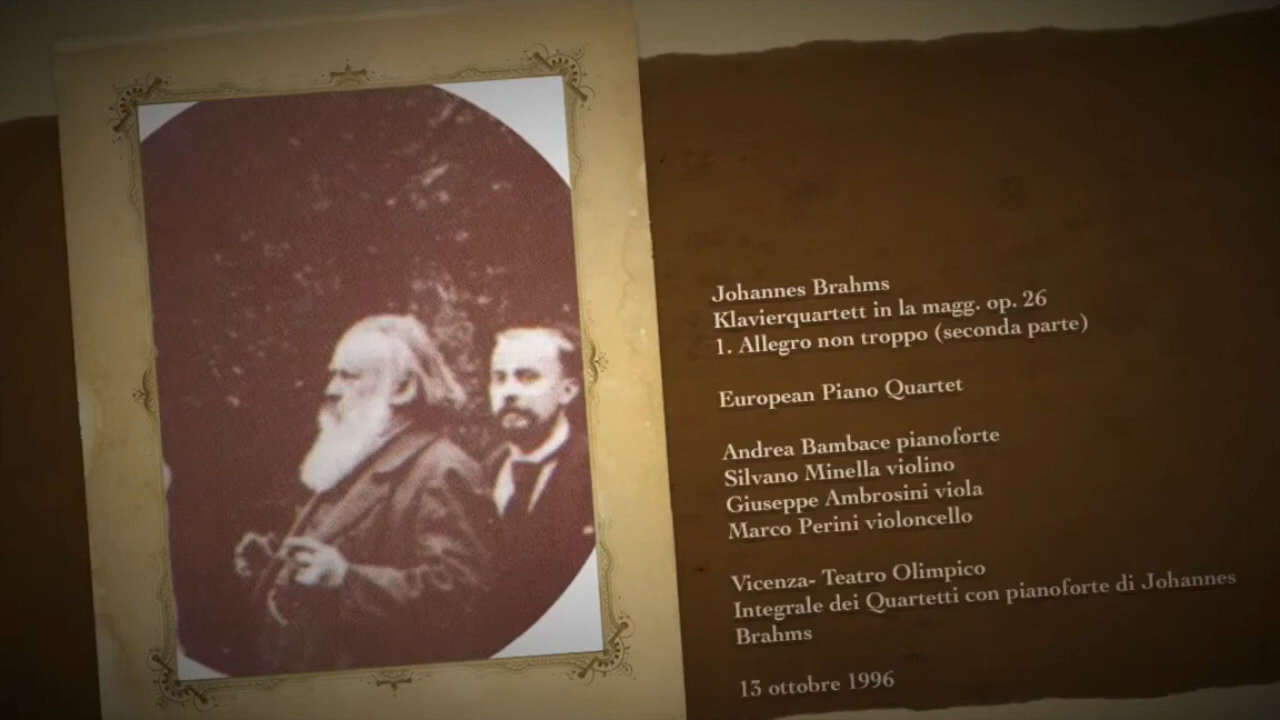 Johannes Brahms
Klavierquartett in la magg. op. 26
1. Allegro non troppo (seconda parte)
European Piano Quartet
Andrea Bambace pianoforte
Silvano Minella violino
Giuseppe Ambrosini viola
Marco Perini violoncello
Vicenza- Teatro Olimpico
Integrale dei Quartetti con pianoforte di Johannes
Brahms
13 ottobre 1996